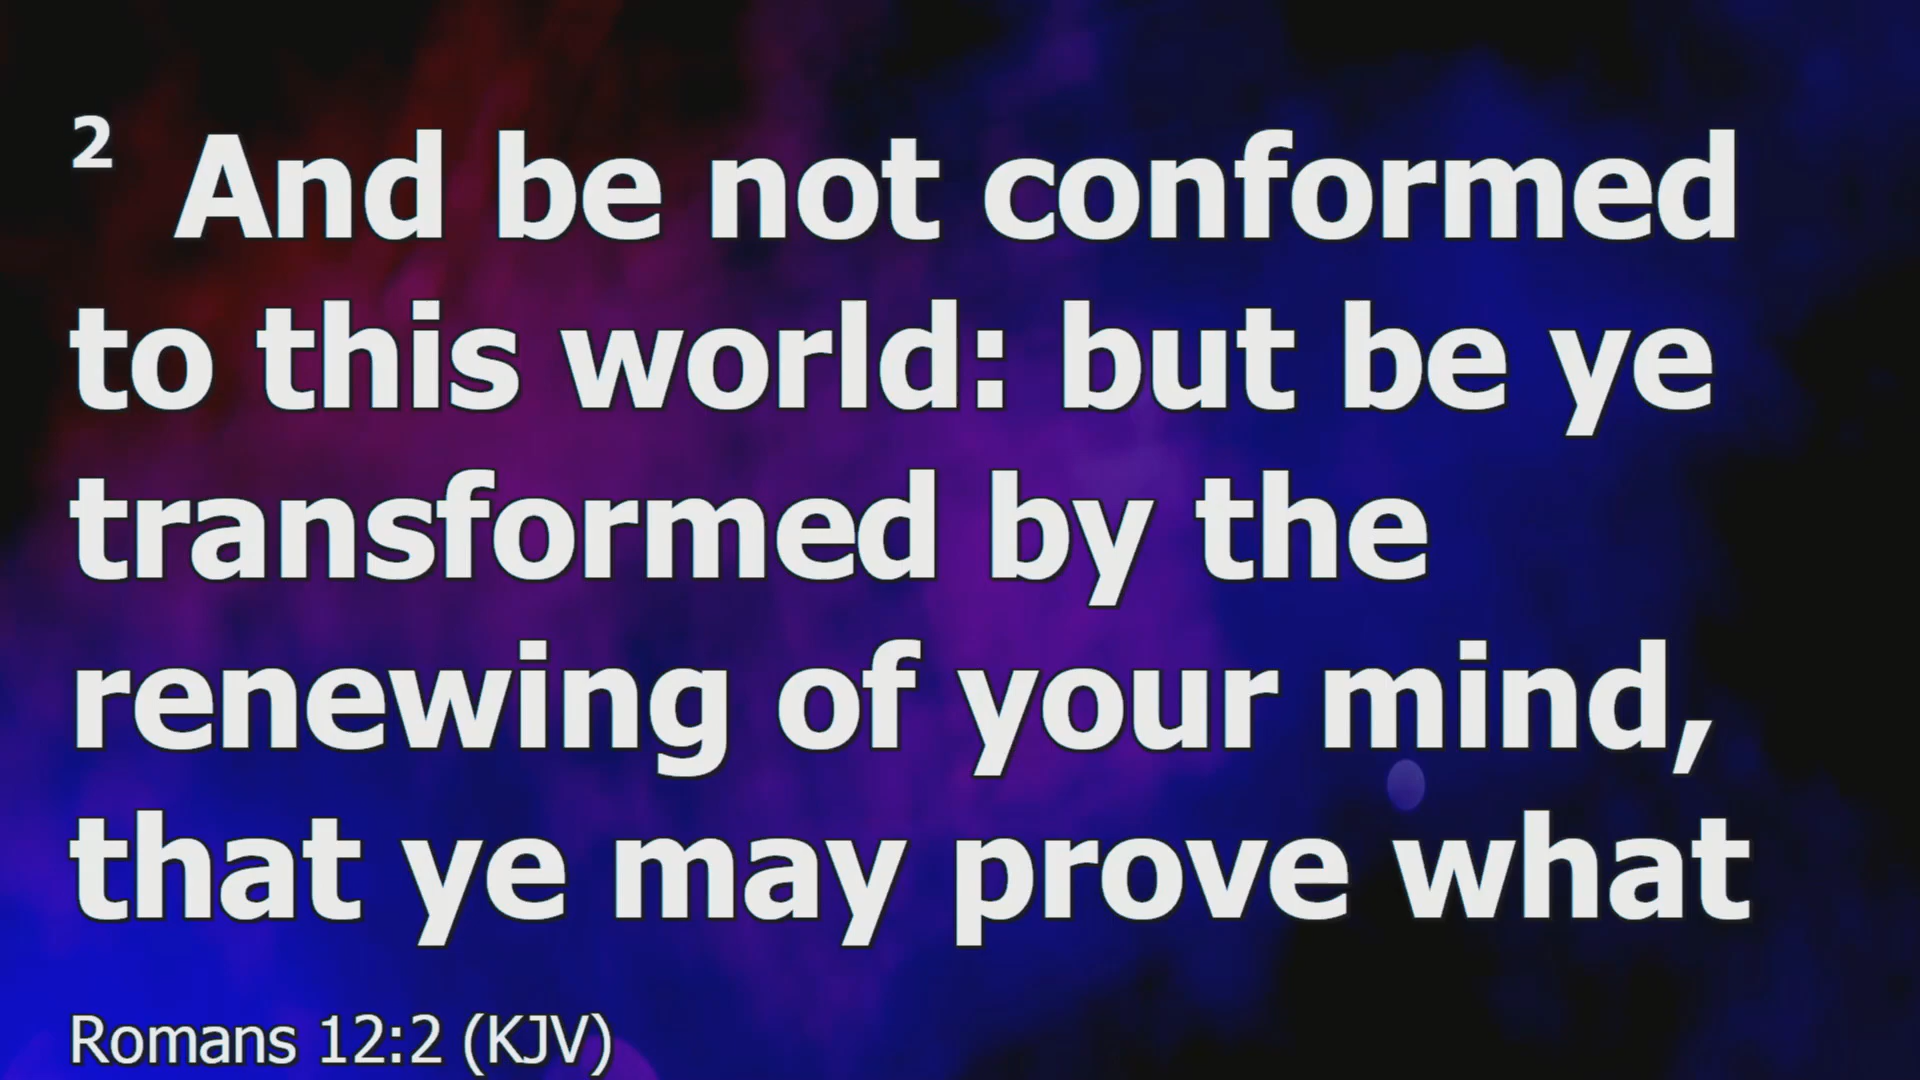 2 And be not conformed
to this world: but be ye
transformed by the
renewing of your mind,
that ye may prove what
Romans 12:2 (KJV)